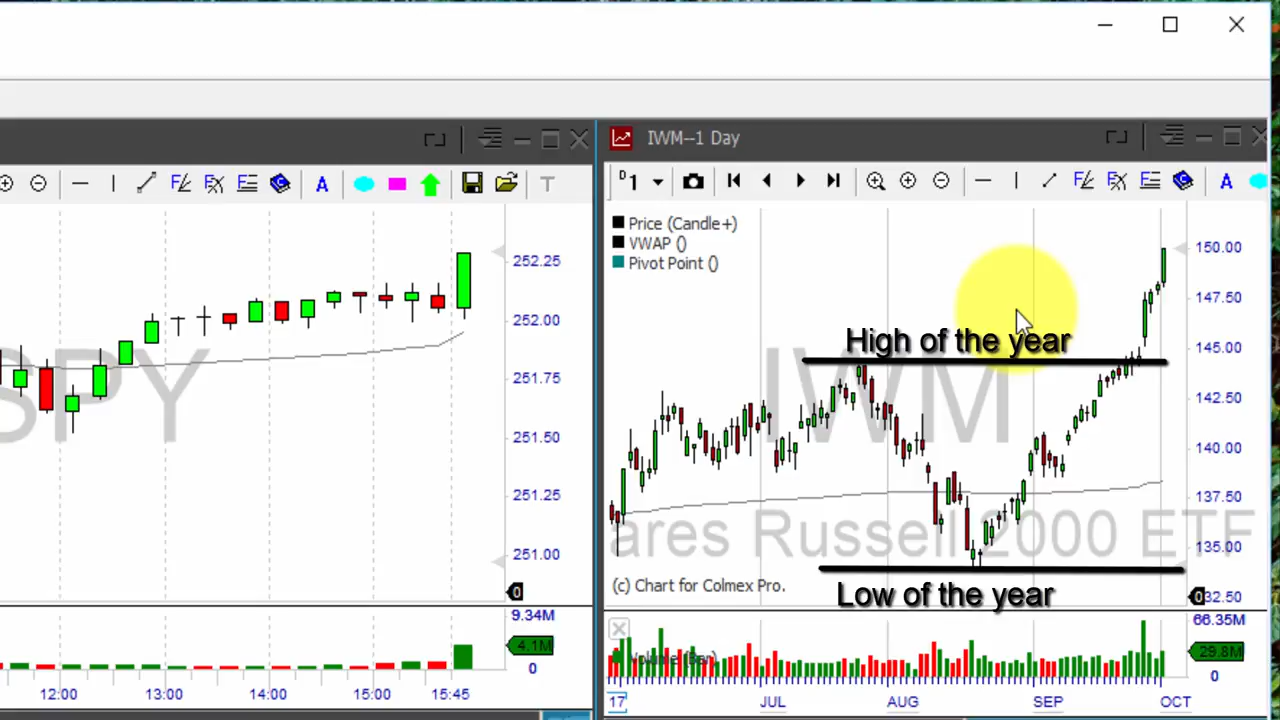 IWM--1 Day
A
T
D
1
A
Price (Candle+)
VWAP ()
Pivot Point ()
252.25
252.00
251.75
251.50
251.25
251.00
0
9.34M
4.1M
0
12:00
13:00
14:00
15:00
15:45
SPY
150.00
147.50
145.00
142.50
140.00
137.50
135.00
132.50
0
High of the year
IWM
ares Russell 2000 ETF
(c) Chart for Colmex Pro.
Low of the year
66.35M
Volume (Bar)
29.8M
0
17
JUL
AUG
SEP
OCT